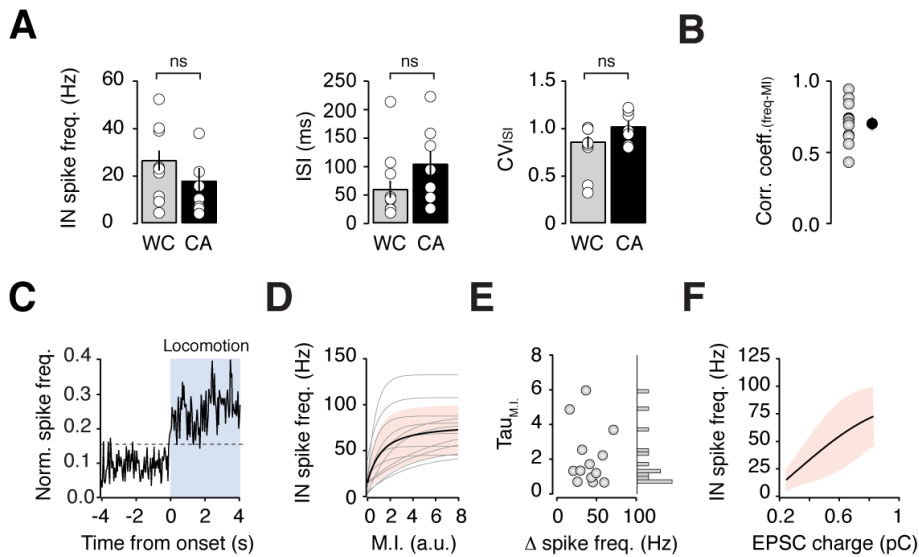 A
B
ns
ns
ns
IN spike freq. (Hz)
60
40
20
0
WC CA
ISI (ms)
250
200
150
100
50
0
WC CA
CVISI
1.5
1.0
0.5
0
WC CA
Corr. coeff.(freq-MI)
1.0
0.5
0.0
C
D
E
F
Norm. spike freq.
0.4
0.3
0.2
0.1
0.0
Locomotion
-4 -2 0 2 4
Time from onset (s)
IN spike freq. (Hz)
150
100
50
0
0 2 4 6 8
M.I. (a.u.)
TauM.I.
8
6
4
2
0
0 50 100
Δ spike freq. (Hz)
IN spike freq. (Hz)
125
100
75
50
25
0
0.2 0.6 1
EPSC charge (pC)